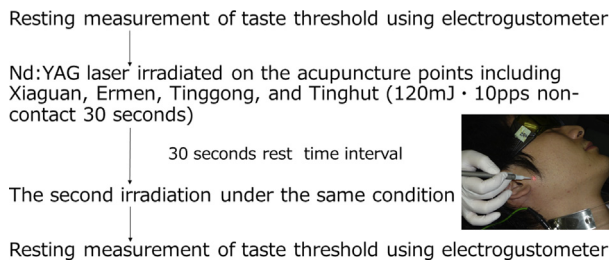 Resting measurement of taste threshold using electrogustometer
Nd:YAG laser irradiated on the acupuncture points including
Xiaguan, Ermen, Tinggong, and Tinghut (120mJ・10pps non-
contact 30 seconds)
30 seconds rest time interval
The second irradiation under the same condition
Resting measurement of taste threshold using electrogustometer